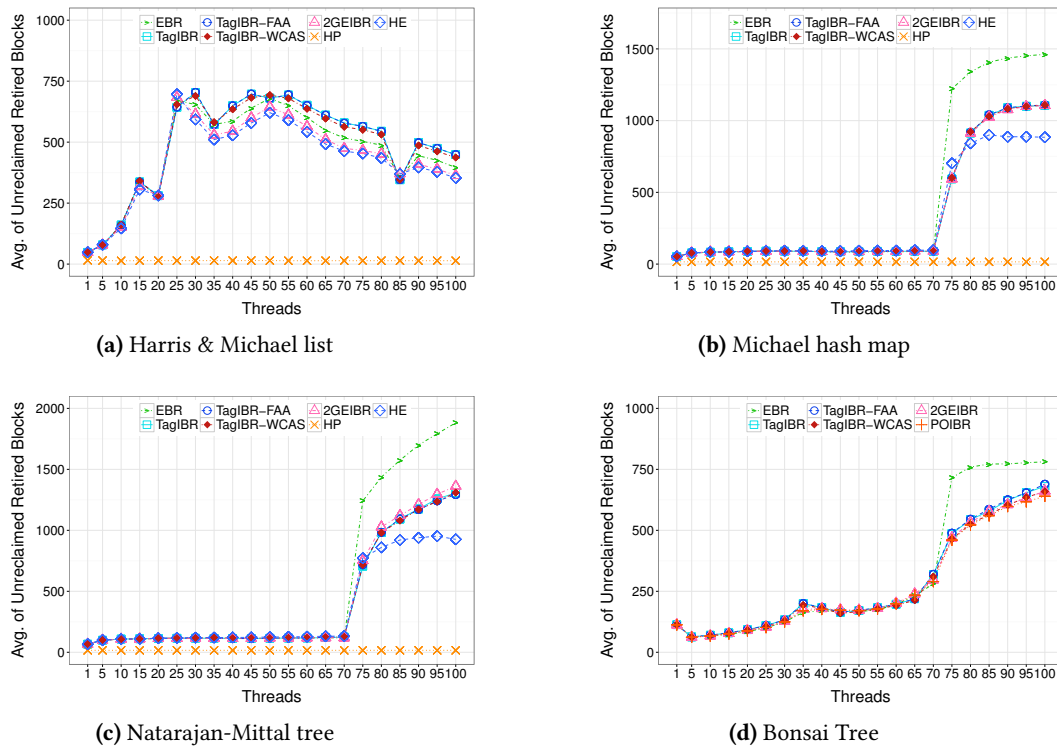 1000
750
500
250
0
Avg. of Unreclaimed Retired Blocks
EBR TagIBR−FAA 2GEIBR HE
TagIBR TagIBR−WCAS HP
1 5 10 15 20 25 30 35 40 45 50 55 60 65 70 75 80 85 90 95 100
Threads
(a) Harris & Michael list
1500
1000
500
0
Avg. of Unreclaimed Retired Blocks
EBR TagIBR−FAA 2GEIBR HE
TagIBR TagIBR−WCAS HP
1 5 10 15 20 25 30 35 40 45 50 55 60 65 70 75 80 85 90 95 100
Threads
(b) Michael hash map
2000
1500
1000
500
0
Avg. of Unreclaimed Retired Blocks
EBR TagIBR−FAA 2GEIBR HE
TagIBR TagIBR−WCAS HP
1 5 10 15 20 25 30 35 40 45 50 55 60 65 70 75 80 85 90 95 100
Threads
(c) Natarajan-Mittal tree
1000
750
500
250
0
Avg. of Unreclaimed Retired Blocks
EBR TagIBR−FAA 2GEIBR
TagIBR TagIBR−WCAS POIBR
1 5 10 15 20 25 30 35 40 45 50 55 60 65 70 75 80 85 90 95 100
Threads
(d) Bonsai Tree